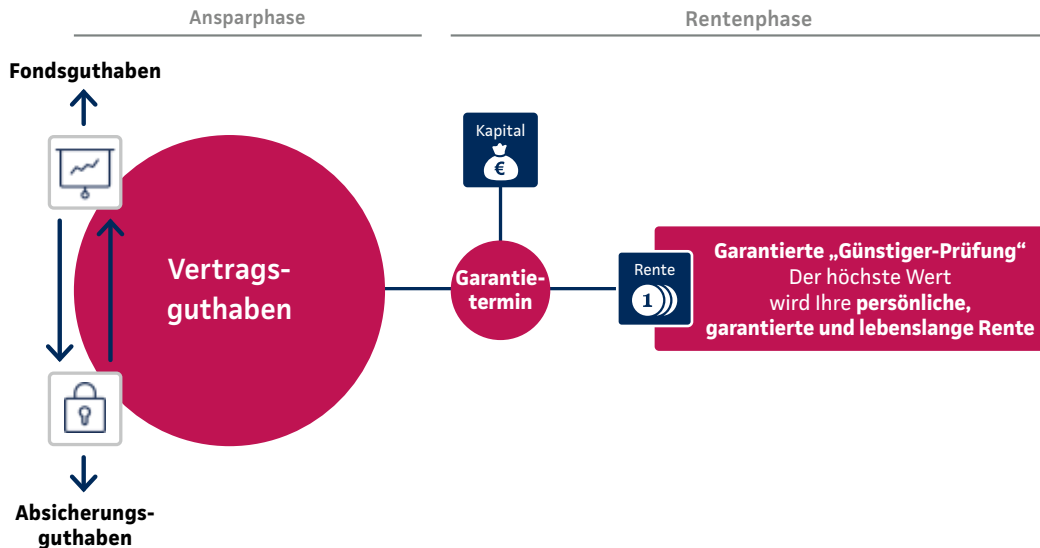 Ansparphase
Rentenphase
Fondsguthaben
Kapital
€
Vertrags-
guthaben
Garantie-
termin
Rente
1
Garantierte „Günstiger-Prüfung“
Der höchste Wert
wird Ihre persönliche,
garantierte und lebenslange Rente
Absicherungs-
guthaben